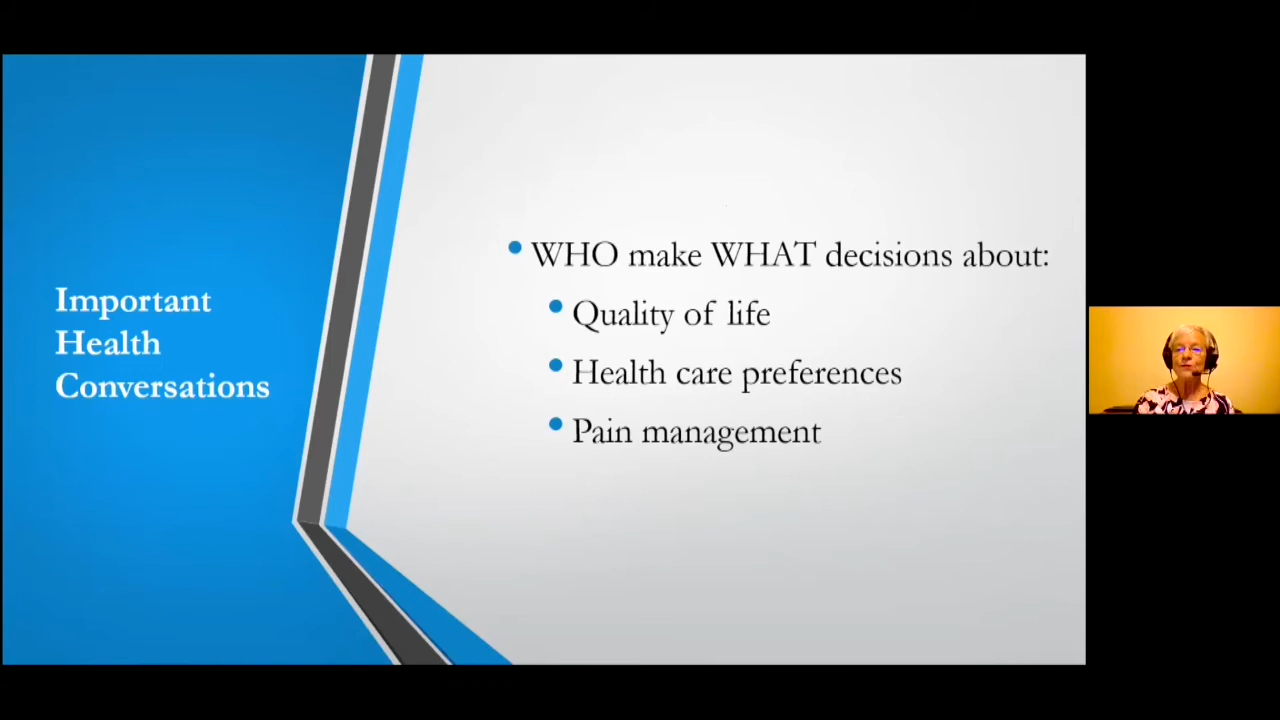 Important
Health
Conversations
• WHO make WHAT decisions about:
• Quality of life
• Health care preferences
• Pain management